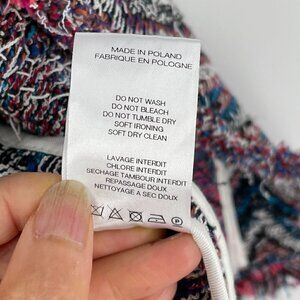 MADE IN POLAND
FABRIQUE EN POLOGNE
DO NOT WASH
DO NOT BLEACH
DO NOT TUMBLE DRY
SOFT IRONING
SOFT DRY CLEAN
LAVAGE INTERDIT
CHLORE INTERDIT
SECHAGE TAMBOUR INTERDIT
REPASSAGE DOUX
NETTOYAGE A SEC DOUX
P